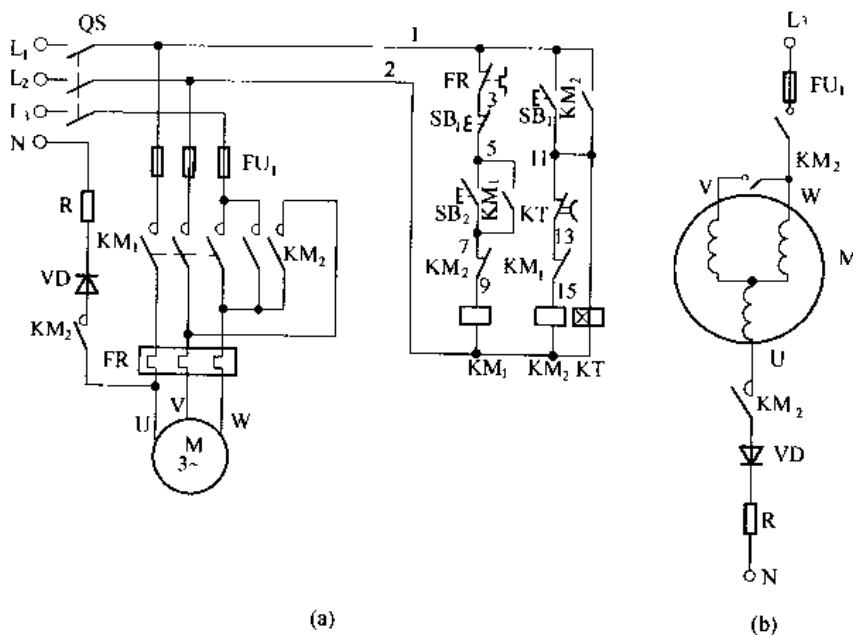 QS
L₁
L₂
L₃
N
1
2
R
VD
KM₂
FR
KM₁
FU₁
KM₂
U
V
W
M
3~
FR
3
SB₁
5
SB₂
KM₁
7
KM₂
9
KM₁
SB₁
KM₂
11
KT
13
KM₁
15
KM₂
KT
(a)
L₃
FU₁
KM₂
V
W
M
U
KM₂
VD
R
N
(b)